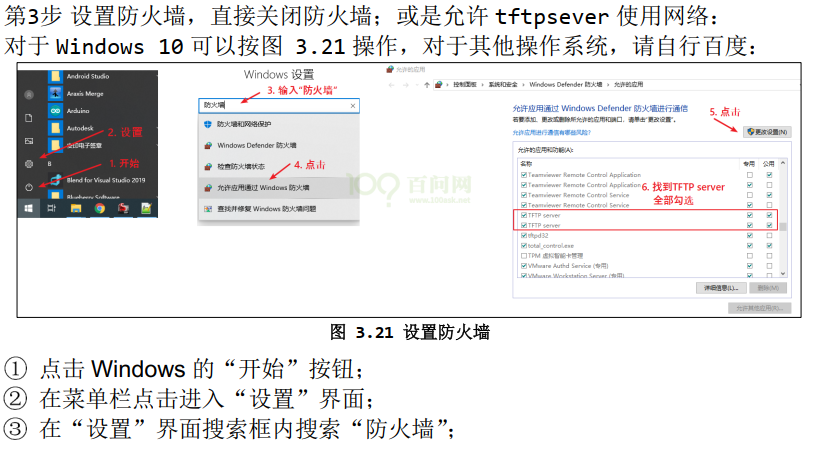 第3步 设置防火墙，直接关闭防火墙；或是允许 tftpsever 使用网络：
对于 Windows 10 可以按图 3.21 操作，对于其他操作系统，请自行百度：
Android Studio
Araxis Merge
Arduino
Autodesk
2. 设置
B
1. 开始
Blend for Visual Studio 2019
Blueberry Software
Windows 设置
3. 输入“防火墙”
防火墙
防火墙和网络保护
Windows Defender 防火墙
检查防火墙状态
4. 点击
允许应用通过 Windows 防火墙
查找并修复 Windows 防火墙问题
百问网
www.100ask.net
允许的应用
控制面板 › 系统和安全 › Windows Defender 防火墙 › 允许的应用
允许应用通过 Windows Defender 防火墙进行通信
5. 点击
若要添加、更改或删除所允许的应用和端口，请单击“更改设置”。
允许应用进行通信有哪些风险?
更改设置(N)
允许的应用和功能(A):
名称 专用 公用
Teamviewer Remote Control Application
Teamviewer Remote Control Application
Teamviewer Remote Control Service
Teamviewer Remote Control Service
6. 找到TFTP server
全部勾选
TFTP server
TFTP server
tftpd32
total_control.exe
TPM 虚拟智能卡管理
VMware Authd Service (专用)
VMware Workstation Server (专用)
详细信息(L)... 删除(M)
允许其他应用(R)...
图 3.21 设置防火墙
① 点击 Windows 的“开始”按钮；
② 在菜单栏点击进入“设置”界面；
③ 在“设置”界面搜索框内搜索“防火墙”；